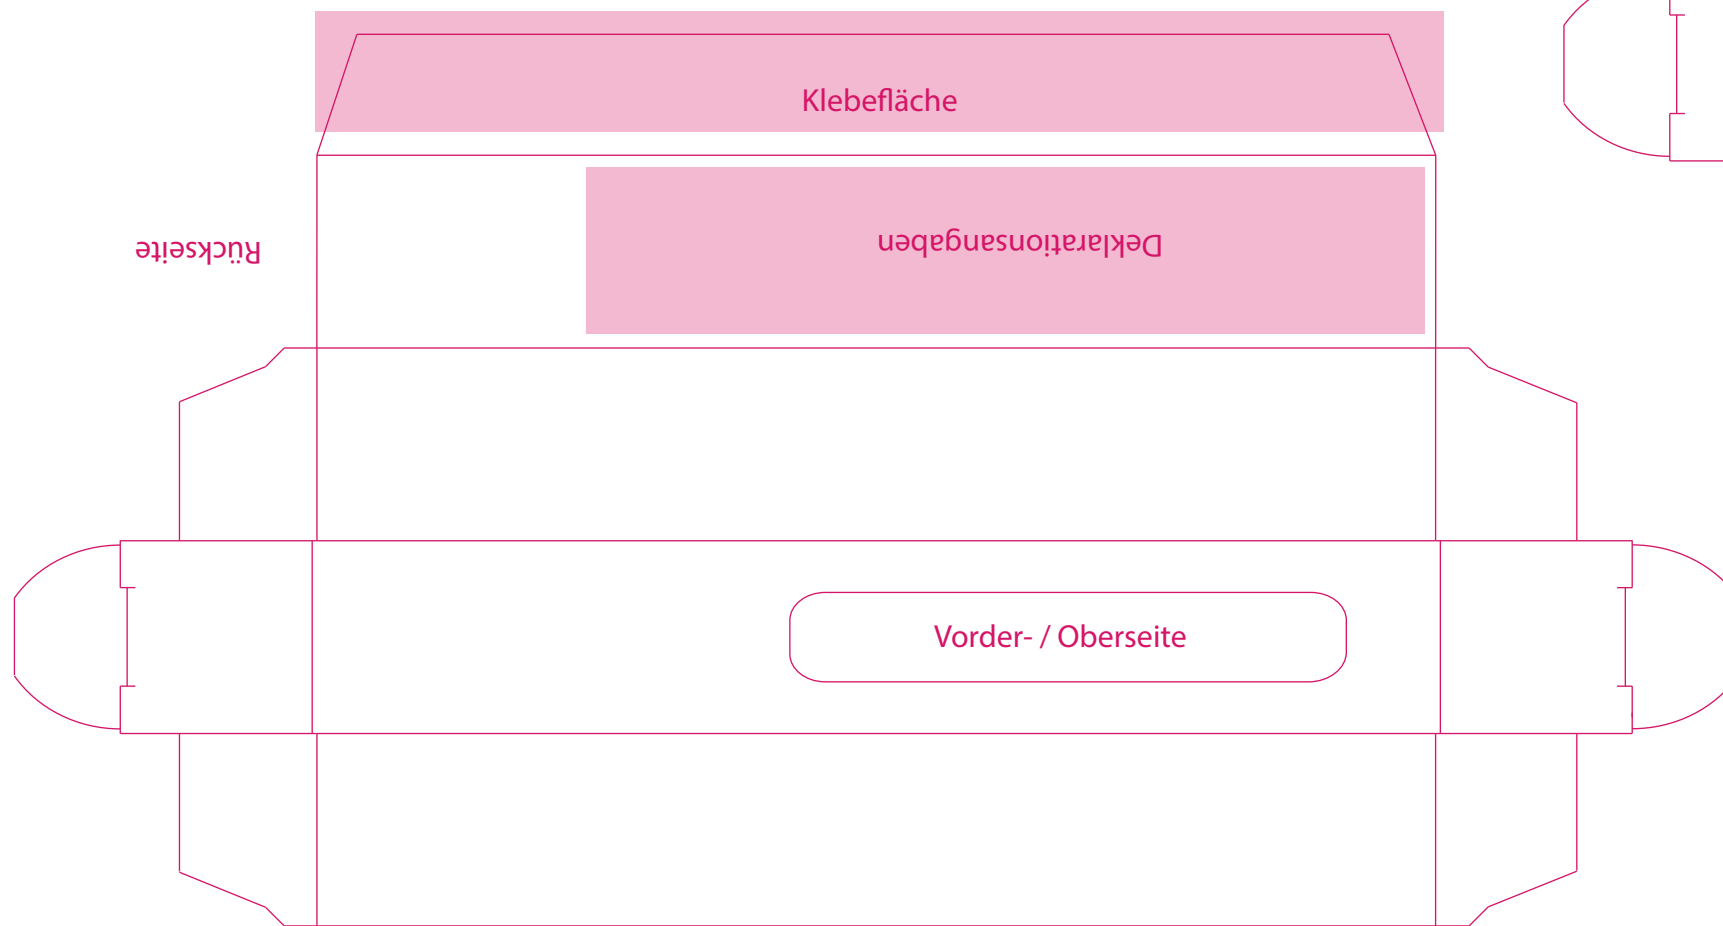 Klebefläche
Deklarationsangaben
Rückseite
Vorder- / Oberseite